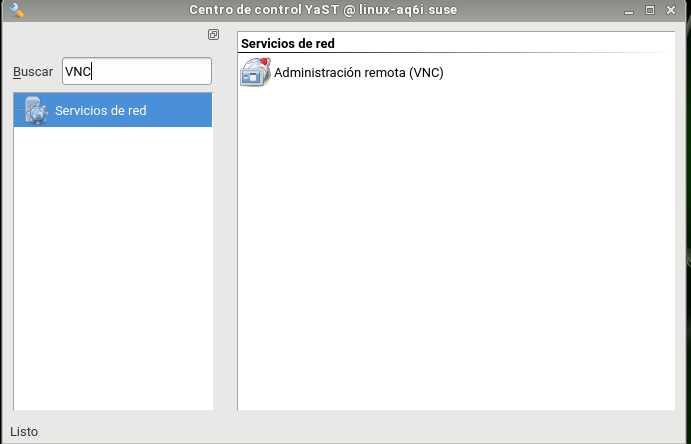 Centro de control YaST @ linux-aq6i.suse
Buscar VNC
Servicios de red
Servicios de red
Administración remota (VNC)
Listo